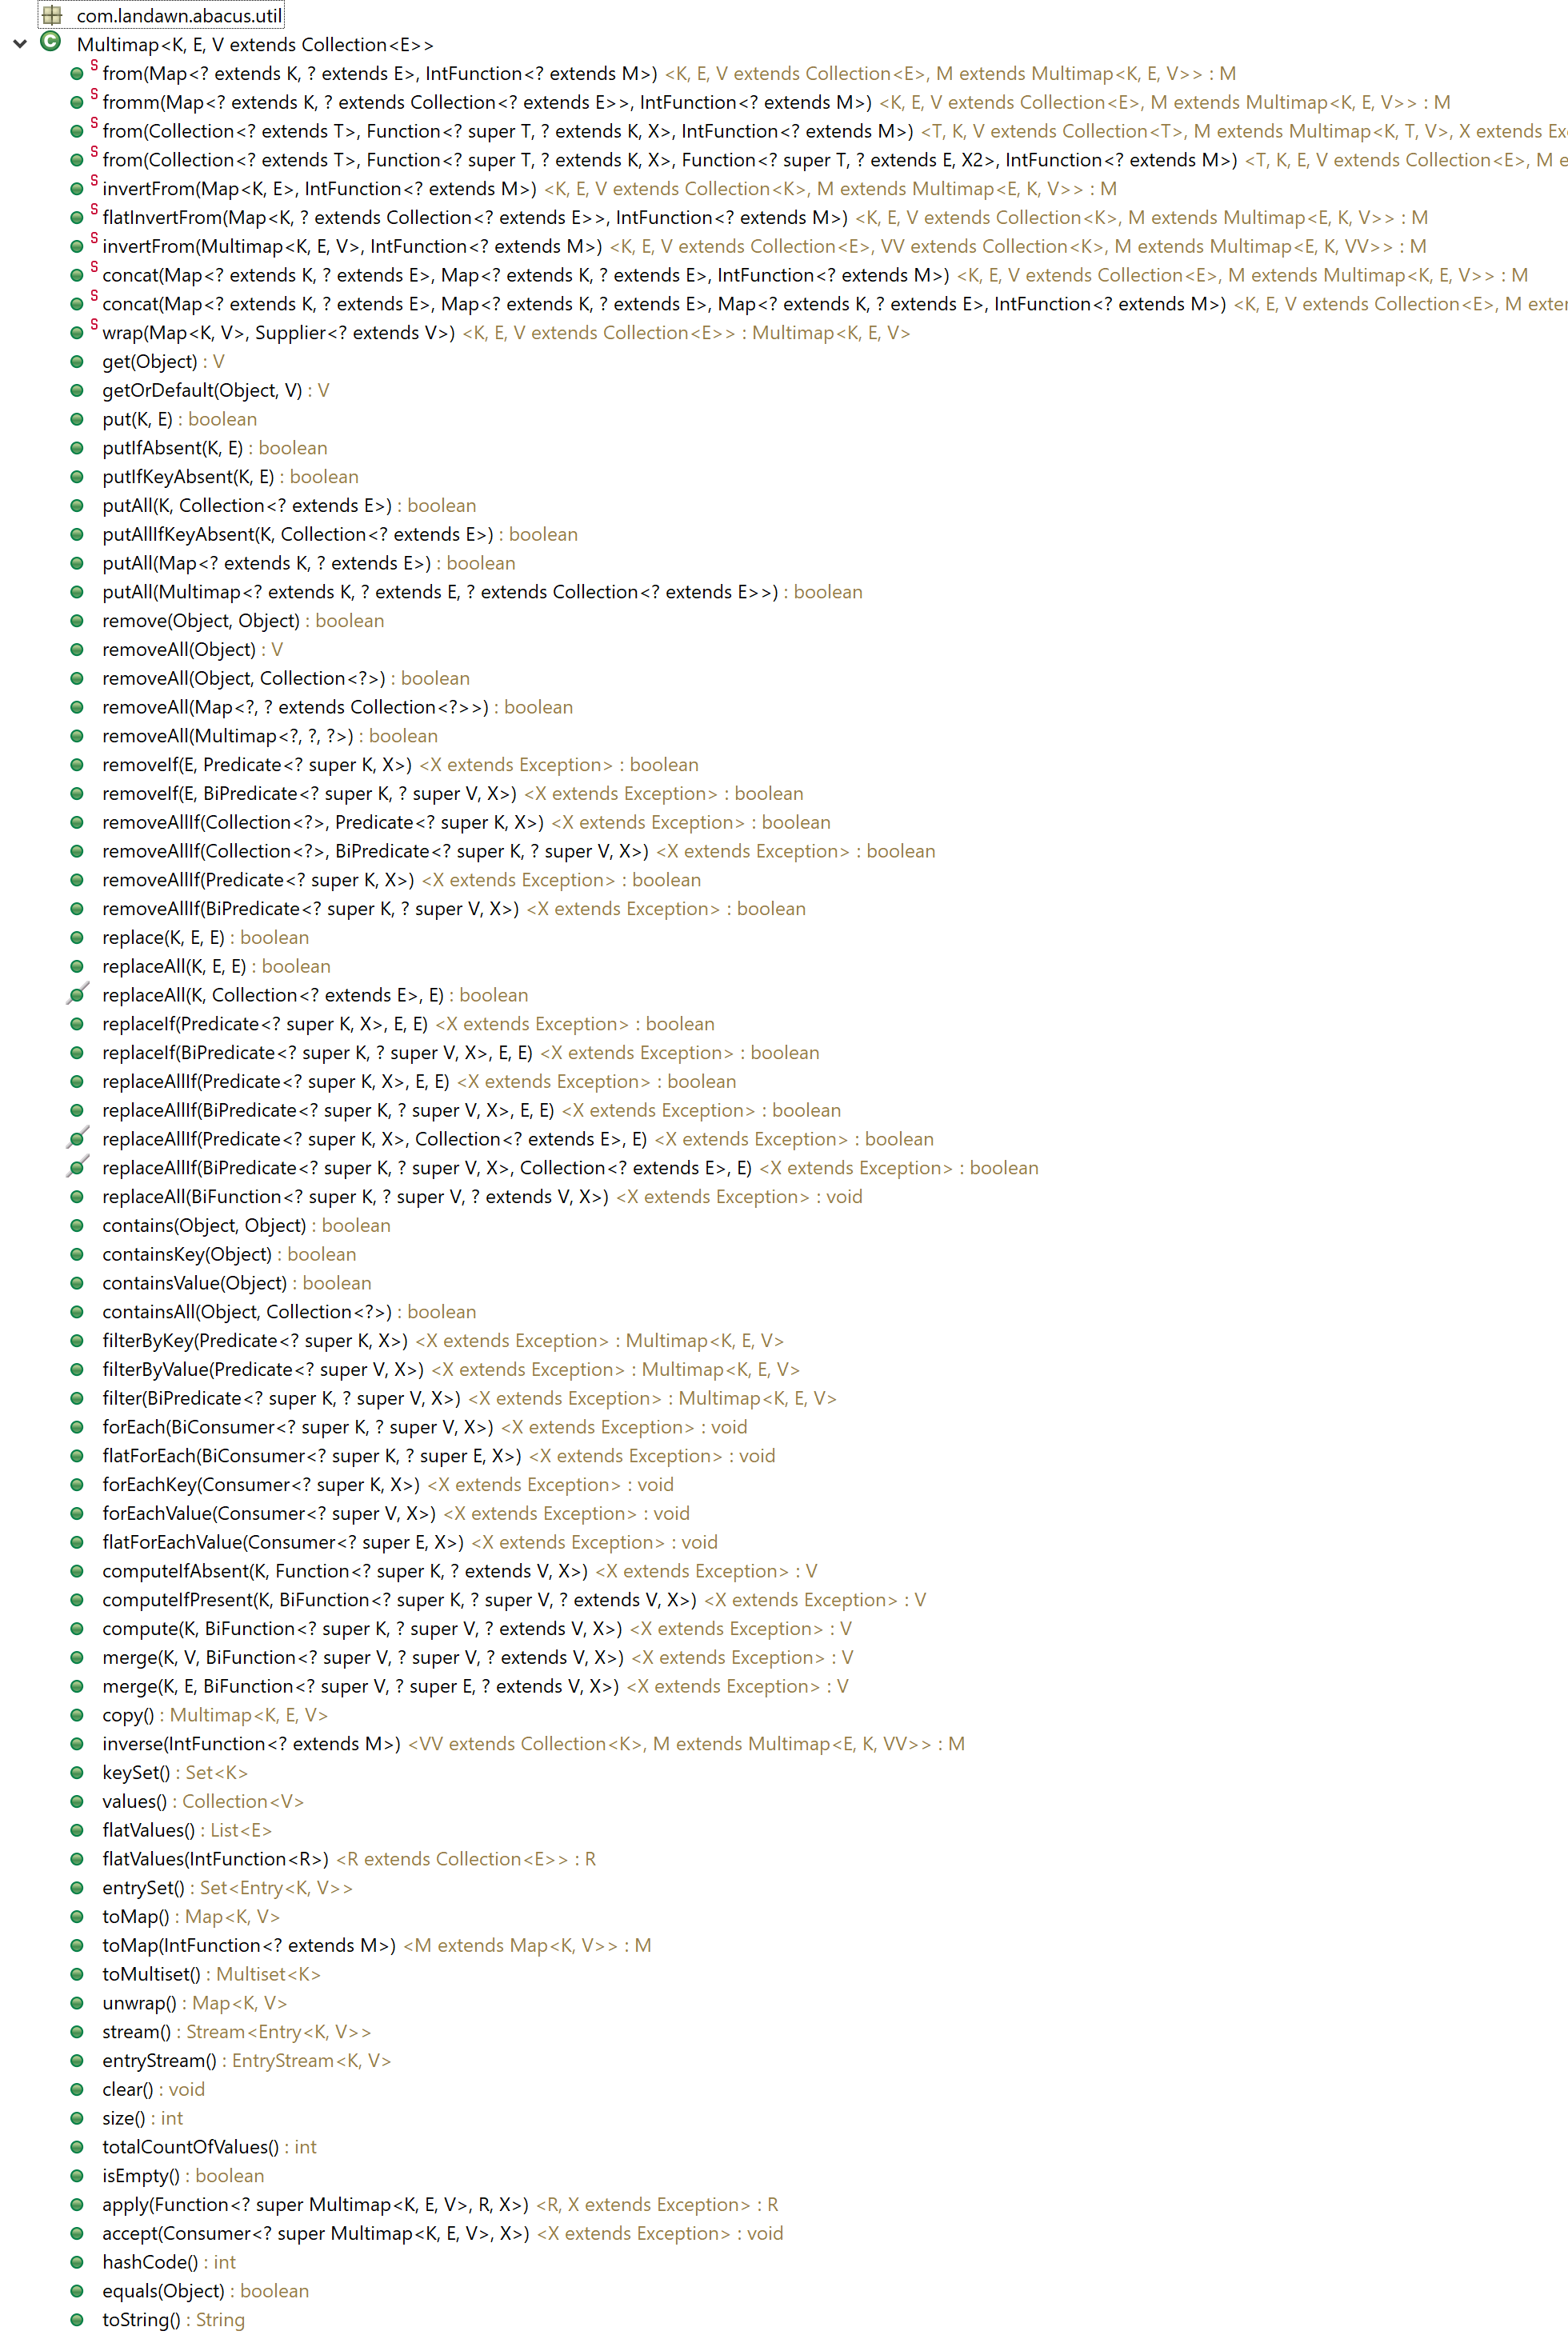 com.landawn.abacus.util
Multimap<K, E, V extends Collection<E>>
S from(Map<? extends K, ? extends E>, IntFunction<? extends M>) <K, E, V extends Collection<E>, M extends Multimap<K, E, V>> : M
S fromm(Map<? extends K, ? extends Collection<? extends E>>, IntFunction<? extends M>) <K, E, V extends Collection<E>, M extends Multimap<K, E, V>> : M
S from(Collection<? extends T>, Function<? super T, ? extends K, X>, IntFunction<? extends M>) <T, K, V extends Collection<T>, M extends Multimap<K, T, V>, X extends Ex
S from(Collection<? extends T>, Function<? super T, ? extends K, X>, Function<? super T, ? extends E, X2>, IntFunction<? extends M>) <T, K, E, V extends Collection<E>, M e
S invertFrom(Map<K, E>, IntFunction<? extends M>) <K, E, V extends Collection<K>, M extends Multimap<E, K, V>> : M
S flatInvertFrom(Map<K, ? extends Collection<? extends E>>, IntFunction<? extends M>) <K, E, V extends Collection<K>, M extends Multimap<E, K, V>> : M
S invertFrom(Multimap<K, E, V>, IntFunction<? extends M>) <K, E, V extends Collection<E>, VV extends Collection<K>, M extends Multimap<E, K, VV>> : M
S concat(Map<? extends K, ? extends E>, Map<? extends K, ? extends E>, IntFunction<? extends M>) <K, E, V extends Collection<E>, M extends Multimap<K, E, V>> : M
S concat(Map<? extends K, ? extends E>, Map<? extends K, ? extends E>, Map<? extends K, ? extends E>, IntFunction<? extends M>) <K, E, V extends Collection<E>, M exten
S wrap(Map<K, V>, Supplier<? extends V>) <K, E, V extends Collection<E>> : Multimap<K, E, V>
get(Object) : V
getOrDefault(Object, V) : V
put(K, E) : boolean
putIfAbsent(K, E) : boolean
putIfKeyAbsent(K, E) : boolean
putAll(K, Collection<? extends E>) : boolean
putAllIfKeyAbsent(K, Collection<? extends E>) : boolean
putAll(Map<? extends K, ? extends E>) : boolean
putAll(Multimap<? extends K, ? extends E, ? extends Collection<? extends E>>) : boolean
remove(Object, Object) : boolean
removeAll(Object) : V
removeAll(Object, Collection<?>) : boolean
removeAll(Map<?, ? extends Collection<?>>) : boolean
removeAll(Multimap<?, ?, ?>) : boolean
removeIf(E, Predicate<? super K, X>) <X extends Exception> : boolean
removeIf(E, BiPredicate<? super K, ? super V, X>) <X extends Exception> : boolean
removeAllIf(Collection<?>, Predicate<? super K, X>) <X extends Exception> : boolean
removeAllIf(Collection<?>, BiPredicate<? super K, ? super V, X>) <X extends Exception> : boolean
removeAllIf(Predicate<? super K, X>) <X extends Exception> : boolean
removeAllIf(BiPredicate<? super K, ? super V, X>) <X extends Exception> : boolean
replace(K, E, E) : boolean
replaceAll(K, E, E) : boolean
replaceAll(K, Collection<? extends E>, E) : boolean
replaceIf(Predicate<? super K, X>, E, E) <X extends Exception> : boolean
replaceIf(BiPredicate<? super K, ? super V, X>, E, E) <X extends Exception> : boolean
replaceAllIf(Predicate<? super K, X>, E, E) <X extends Exception> : boolean
replaceAllIf(BiPredicate<? super K, ? super V, X>, E, E) <X extends Exception> : boolean
replaceAllIf(Predicate<? super K, X>, Collection<? extends E>, E) <X extends Exception> : boolean
replaceAllIf(BiPredicate<? super K, ? super V, X>, Collection<? extends E>, E) <X extends Exception> : boolean
replaceAll(BiFunction<? super K, ? super V, ? extends V, X>) <X extends Exception> : void
contains(Object, Object) : boolean
containsKey(Object) : boolean
containsValue(Object) : boolean
containsAll(Object, Collection<?>) : boolean
filterByKey(Predicate<? super K, X>) <X extends Exception> : Multimap<K, E, V>
filterByValue(Predicate<? super V, X>) <X extends Exception> : Multimap<K, E, V>
filter(BiPredicate<? super K, ? super V, X>) <X extends Exception> : Multimap<K, E, V>
forEach(BiConsumer<? super K, ? super V, X>) <X extends Exception> : void
flatForEach(BiConsumer<? super K, ? super E, X>) <X extends Exception> : void
forEachKey(Consumer<? super K, X>) <X extends Exception> : void
forEachValue(Consumer<? super V, X>) <X extends Exception> : void
flatForEachValue(Consumer<? super E, X>) <X extends Exception> : void
computeIfAbsent(K, Function<? super K, ? extends V, X>) <X extends Exception> : V
computeIfPresent(K, BiFunction<? super K, ? super V, ? extends V, X>) <X extends Exception> : V
compute(K, BiFunction<? super K, ? super V, ? extends V, X>) <X extends Exception> : V
merge(K, V, BiFunction<? super V, ? super V, ? extends V, X>) <X extends Exception> : V
merge(K, E, BiFunction<? super V, ? super E, ? extends V, X>) <X extends Exception> : V
copy() : Multimap<K, E, V>
inverse(IntFunction<? extends M>) <VV extends Collection<K>, M extends Multimap<E, K, VV>> : M
keySet() : Set<K>
values() : Collection<V>
flatValues() : List<E>
flatValues(IntFunction<R>) <R extends Collection<E>> : R
entrySet() : Set<Entry<K, V>>
toMap() : Map<K, V>
toMap(IntFunction<? extends M>) <M extends Map<K, V>> : M
toMultiset() : Multiset<K>
unwrap() : Map<K, V>
stream() : Stream<Entry<K, V>>
entryStream() : EntryStream<K, V>
clear() : void
size() : int
totalCountOfValues() : int
isEmpty() : boolean
apply(Function<? super Multimap<K, E, V>, R, X>) <R, X extends Exception> : R
accept(Consumer<? super Multimap<K, E, V>, X>) <X extends Exception> : void
hashCode() : int
equals(Object) : boolean
toString() : String